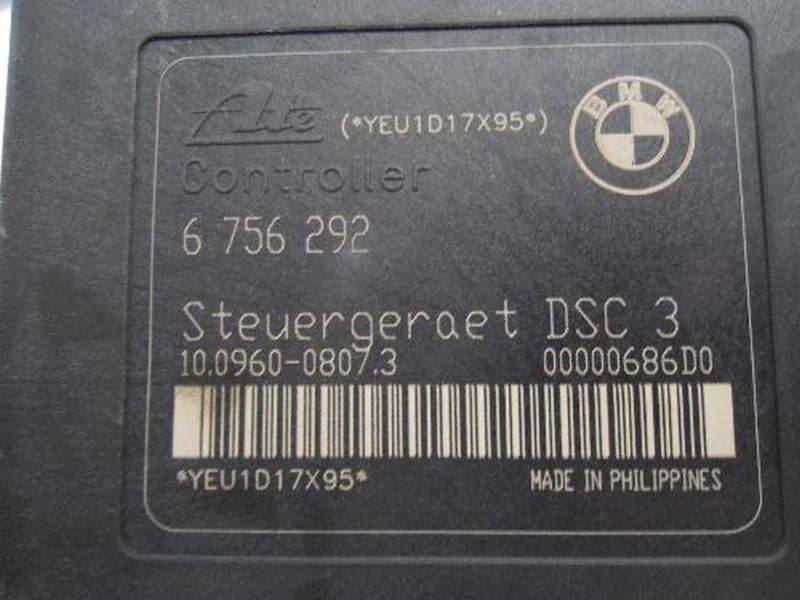 Ate (*YEU1D17X95*) BMW
Controller
6 756 292
Steuergeraet DSC 3
10.0960-0807.3 00000686D0
*YEU1D17X95* MADE IN PHILIPPINES